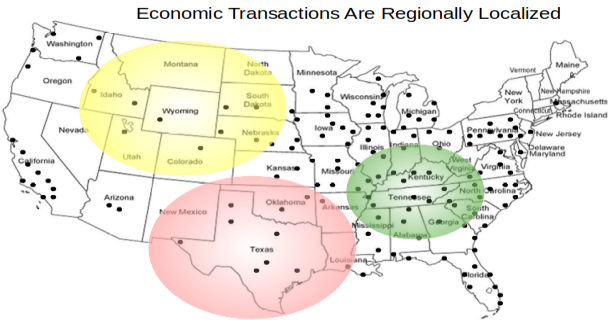 Economic Transactions Are Regionally Localized
Washington
Oregon
Idaho
Montana
Wyoming
North
Dakota
South
Dakota
Minnesota
Wisconsin
Michigan
Vermont
Maine
New Hampshire
New
York
Massachusetts
Connecticut
Rhode Island
Nevada
Utah
Colorado
Nebraska
Iowa
Illinois
Indiana
Ohio
Pennsylvania
New Jersey
Delaware
Maryland
California
Arizona
New Mexico
Kansas
Missouri
Kentucky
West
Virginia
Virginia
Oklahoma
Arkansas
Tennessee
North Carolina
South
Carolina
Texas
Louisiana
Mississippi
Alabama
Georgia
Florida